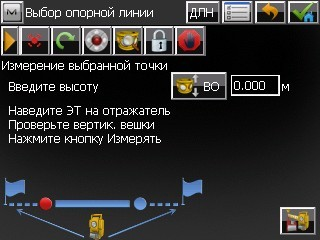 M Выбор опорной линии ДЛН
Измерение выбранной точки
Введите высоту ВО 0.000 м
Наведите ЭТ на отражатель
Проверьте вертик. вешки
Нажмите кнопку Измерять